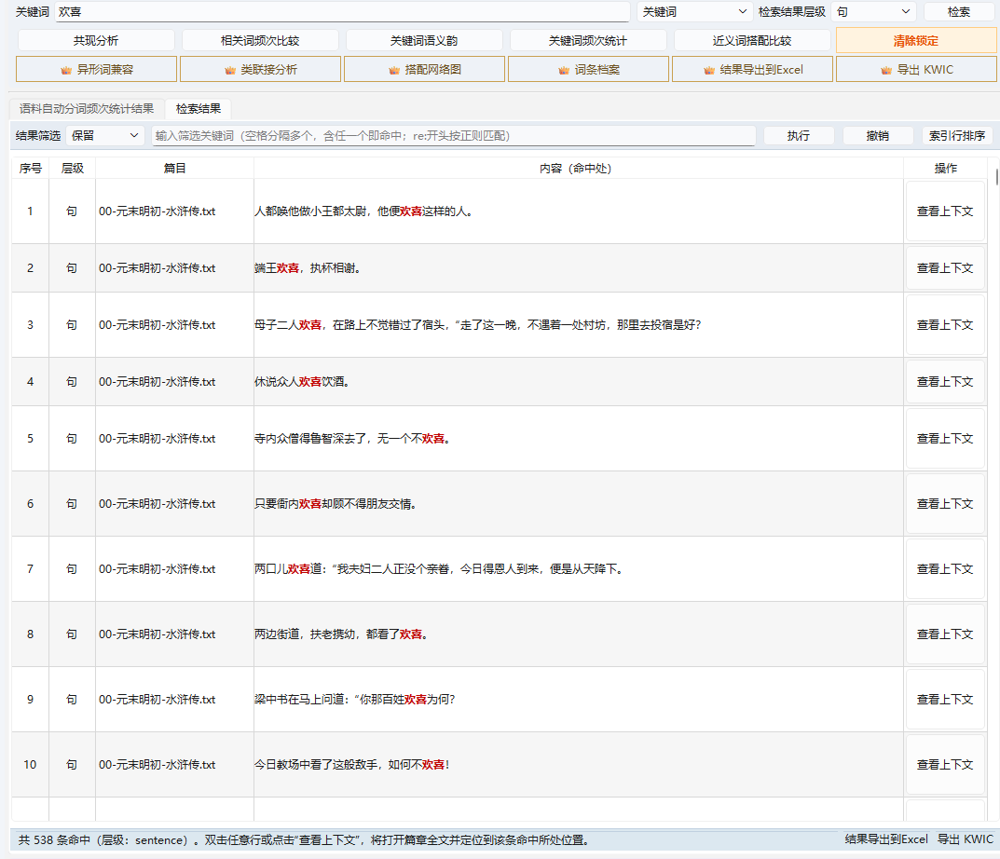 关键词 欢喜 关键词 检索结果层级 句 检索
共现分析 相关词频次比较 关键词语义韵 关键词频次统计 近义词搭配比较 清除锁定
异形词兼容 类联接分析 搭配网络图 词条档案 结果导出到Excel 导出 KWIC
语料自动分词频次统计结果 检索结果
结果筛选 保留 输入筛选关键词（空格分隔多个，含任一个即命中；re:开头按正则匹配） 执行 撤销 索引行排序
序号 层级 篇目 内容（命中处） 操作
1 句 00-元末明初-水浒传.txt 人都唤他做小王都太尉，他便欢喜这样的人。 查看上下文
2 句 00-元末明初-水浒传.txt 端王欢喜，执杯相谢。 查看上下文
3 句 00-元末明初-水浒传.txt 母子二人欢喜，在路上不觉错过了宿头，“走了这一晚，不遇着一处村坊，那里去投宿是好？ 查看上下文
4 句 00-元末明初-水浒传.txt 休说众人欢喜饮酒。 查看上下文
5 句 00-元末明初-水浒传.txt 寺内众僧得鲁智深去了，无一个不欢喜。 查看上下文
6 句 00-元末明初-水浒传.txt 只要衙内欢喜却顾不得朋友交情。 查看上下文
7 句 00-元末明初-水浒传.txt 两口儿欢喜道：“我夫妇二人正没个亲眷，今日得恩人到来，便是从天降下。 查看上下文
8 句 00-元末明初-水浒传.txt 两边街道，扶老携幼，都看了欢喜。 查看上下文
9 句 00-元末明初-水浒传.txt 梁中书在马上问道：“你那百姓欢喜为何？ 查看上下文
10 句 00-元末明初-水浒传.txt 今日教场中看了这般敌手，如何不欢喜！ 查看上下文
共 538 条命中（层级：sentence）。双击任意行或点击“查看上下文”，将打开篇章全文并定位到该条命中所处位置。 结果导出到Excel 导出 KWIC